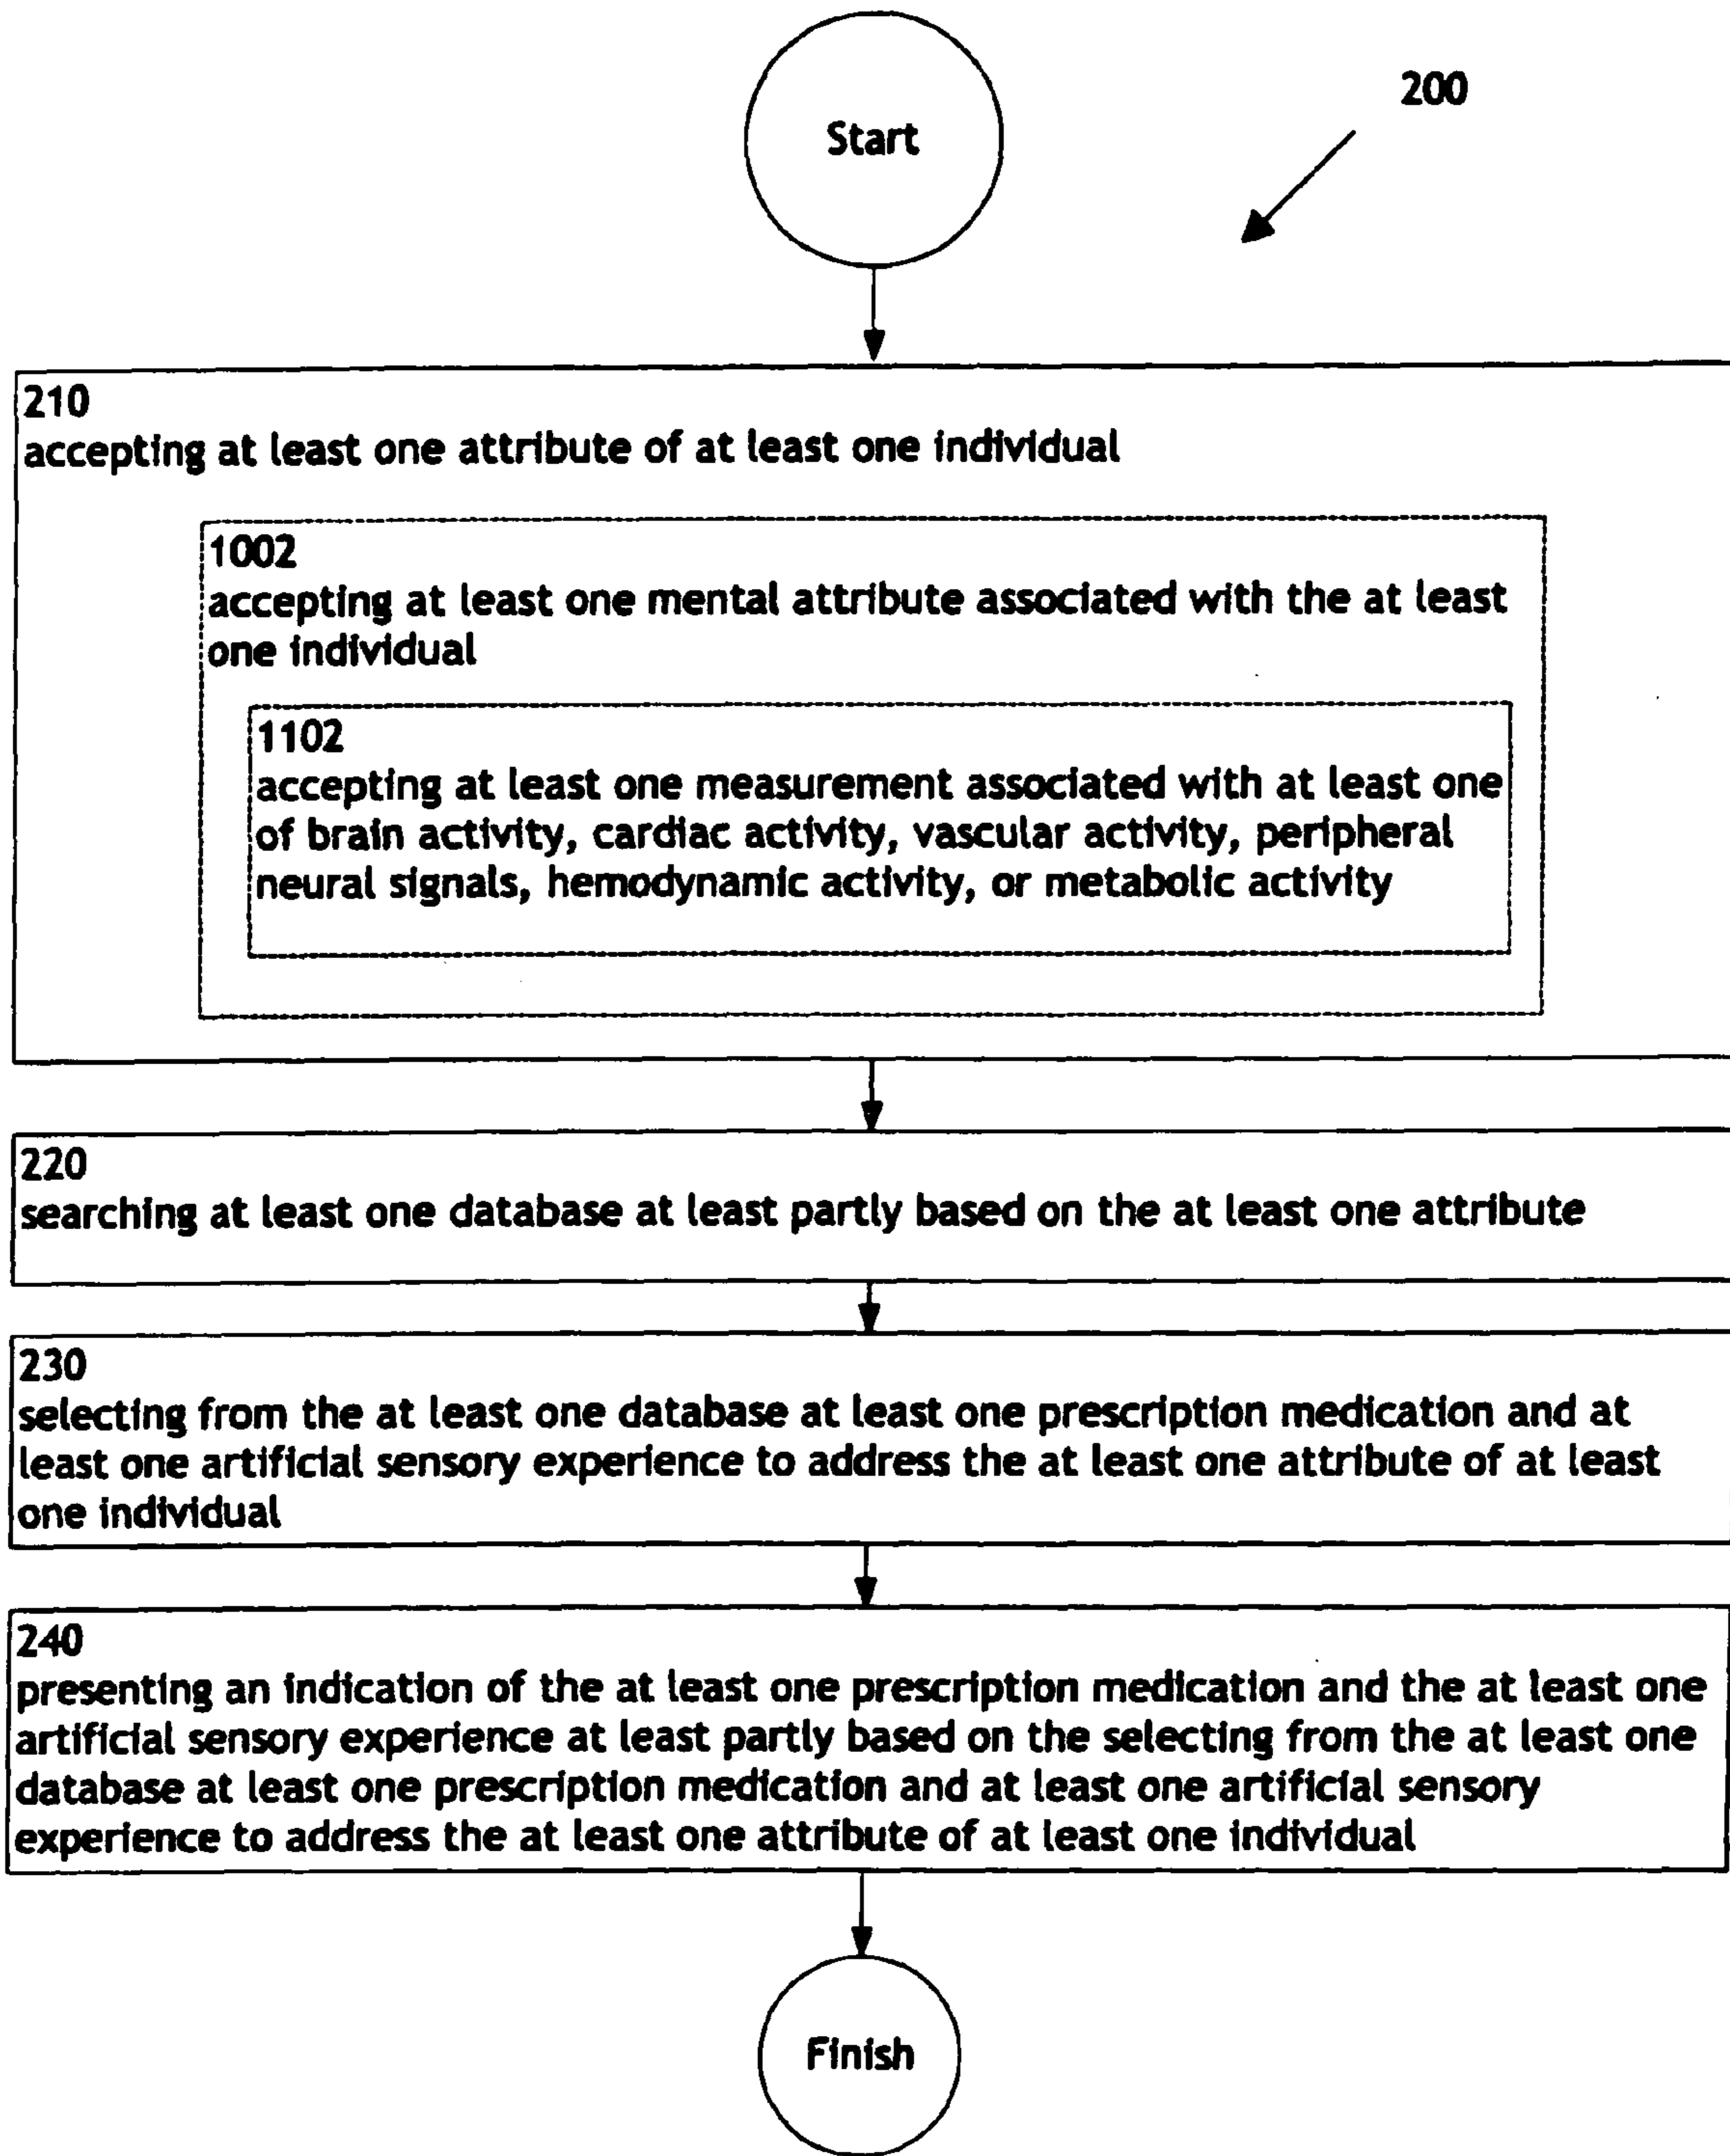 Start
200
210
accepting at least one attribute of at least one individual
1002
accepting at least one mental attribute associated with the at least
one individual
1102
accepting at least one measurement associated with at least one
of brain activity, cardiac activity, vascular activity, peripheral
neural signals, hemodynamic activity, or metabolic activity
220
searching at least one database at least partly based on the at least one attribute
230
selecting from the at least one database at least one prescription medication and at
least one artificial sensory experience to address the at least one attribute of at least
one individual
240
presenting an indication of the at least one prescription medication and the at least one
artificial sensory experience at least partly based on the selecting from the at least one
database at least one prescription medication and at least one artificial sensory
experience to address the at least one attribute of at least one individual
Finish